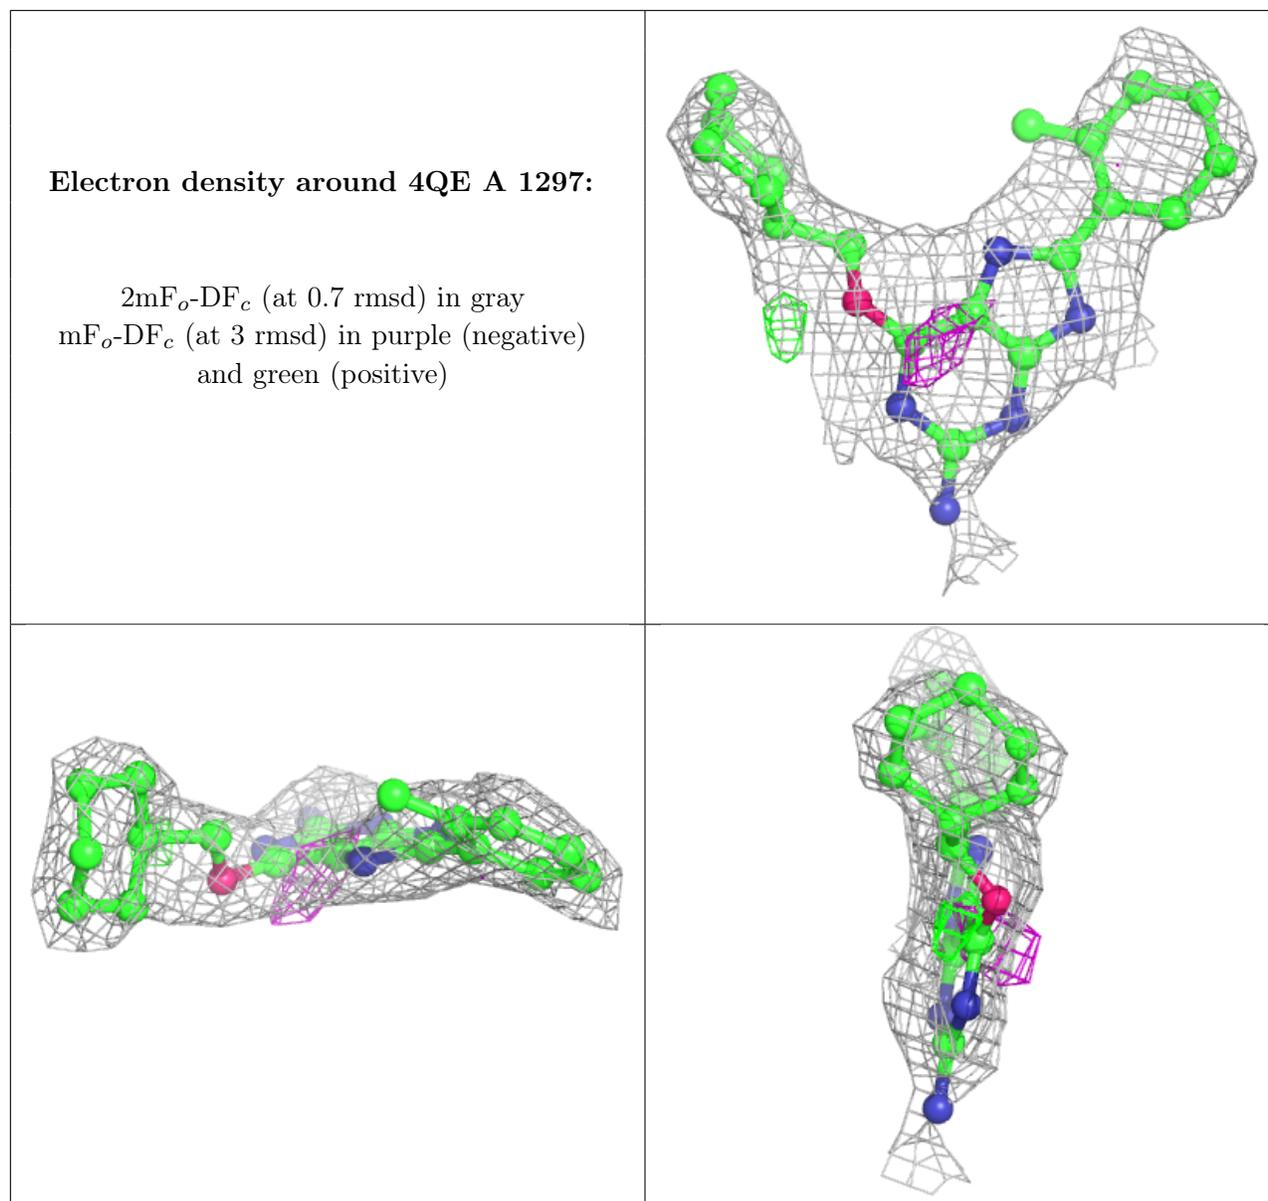 Electron density around 4QE A 1297:
2mFo-DFc (at 0.7 rmsd) in gray
mFo-DFc (at 3 rmsd) in purple (negative)
and green (positive)